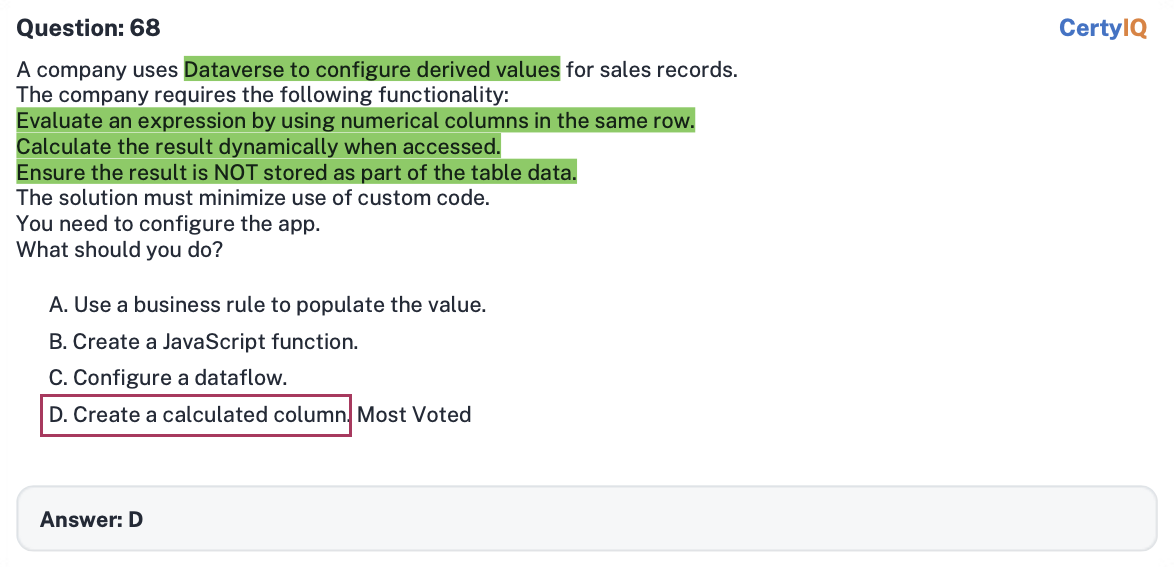 Question: 68
CertyIQ
A company uses Dataverse to configure derived values for sales records.
The company requires the following functionality:
Evaluate an expression by using numerical columns in the same row.
Calculate the result dynamically when accessed.
Ensure the result is NOT stored as part of the table data.
The solution must minimize use of custom code.
You need to configure the app.
What should you do?
A. Use a business rule to populate the value.
B. Create a JavaScript function.
C. Configure a dataflow.
D. Create a calculated column. Most Voted
Answer: D